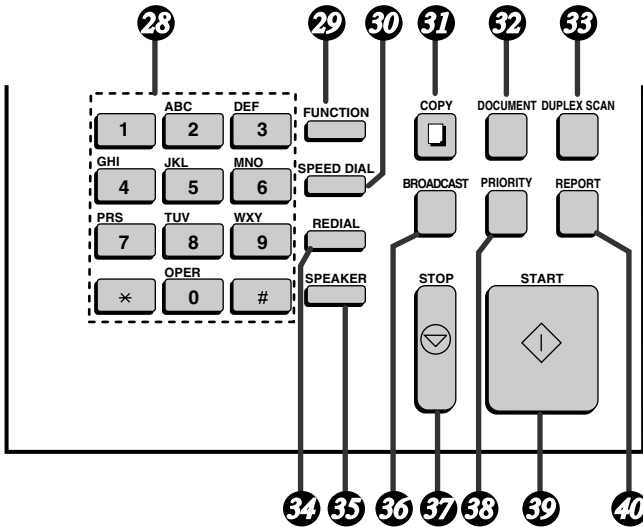 28 29 30 31 32 33
COPY DOCUMENT DUPLEX SCAN
ABC DEF FUNCTION
1 2 3
GHI JKL MNO SPEED DIAL
4 5 6
BROADCAST PRIORITY REPORT
PRS TUV WXY REDIAL
7 8 9
OPER SPEAKER STOP START
* 0 #
34 35 36 37 38 39 40